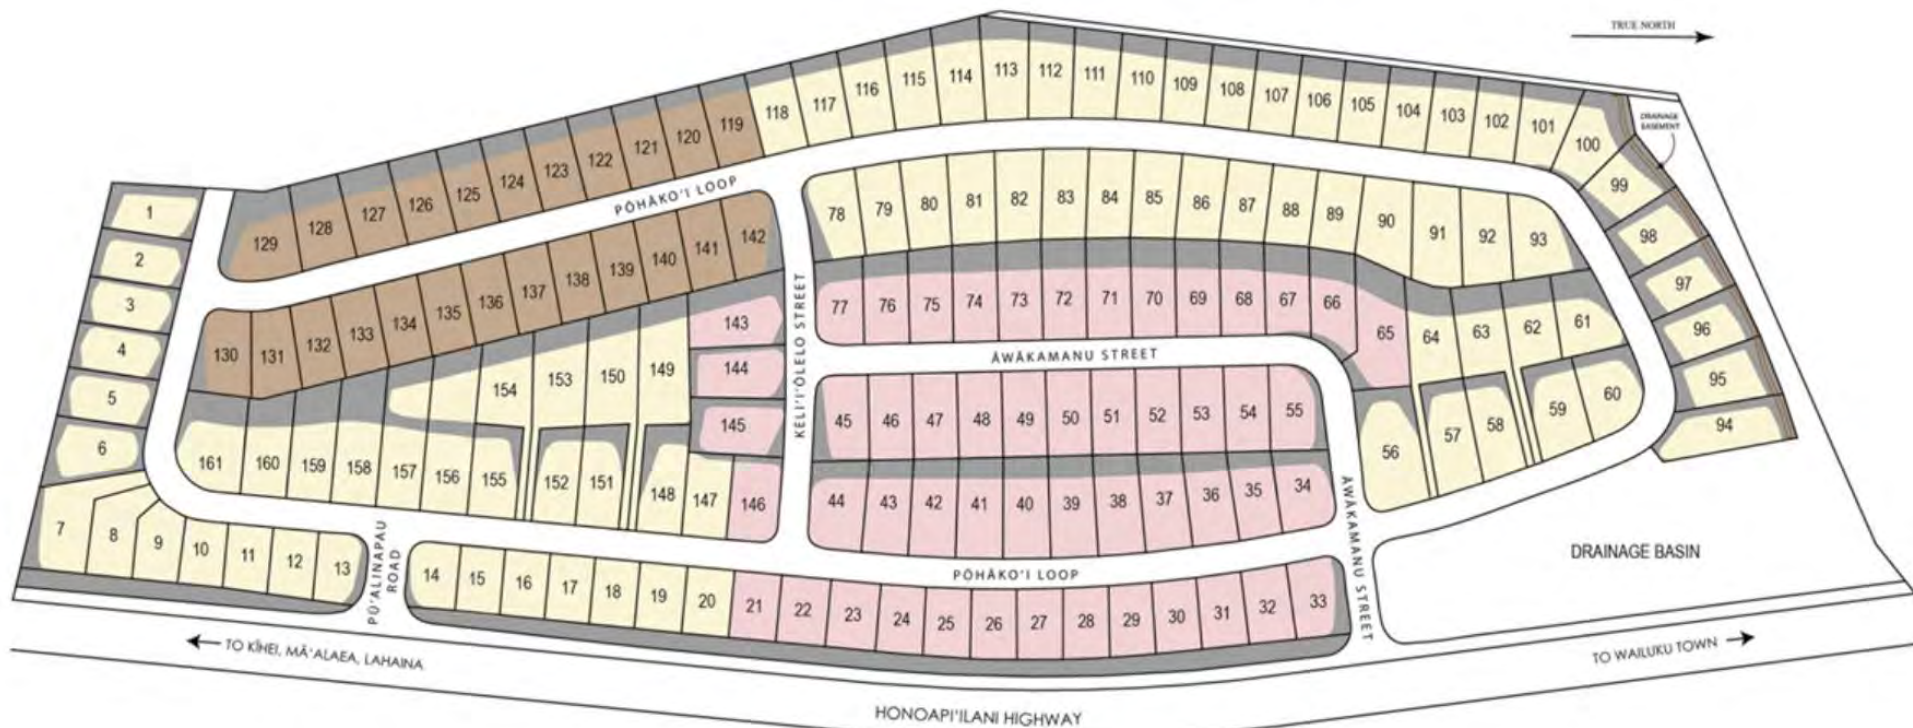 TRUE NORTH
DRAINAGE
EASEMENT
129 128 127 126 125 124 123 122 121 120 119 118 117 116 115 114 113 112 111 110 109 108 107 106 105 104 103 102 101 100
99
98
97
96
95
94
PŌHĀKO'I LOOP
1
2
3
4
5
6
7 8 9 10 11 12 13
130 131 132 133 134 135 136 137 138 139 140 141 142
78 79 80 81 82 83 84 85 86 87 88 89 90 91 92 93
77 76 75 74 73 72 71 70 69 68 67 66 65 64 63 62 61
KELI'I'ŌLELO STREET
143
144
145
146
154 153 150 149
161 160 159 158 157 156 155 152 151 148 147
ĀWĀKAMANU STREET
45 46 47 48 49 50 51 52 53 54 55
56 57 58 59 60
44 43 42 41 40 39 38 37 36 35 34
ĀWĀKAMANU STREET
PŪ'ALINAPAU
ROAD
PŌHĀKO'I LOOP
14 15 16 17 18 19 20 21 22 23 24 25 26 27 28 29 30 31 32 33
DRAINAGE BASIN
TO KĪHEI, MĀ'ALAEA, LAHAINA
TO WAILUKU TOWN
HONOAPI'ILANI HIGHWAY